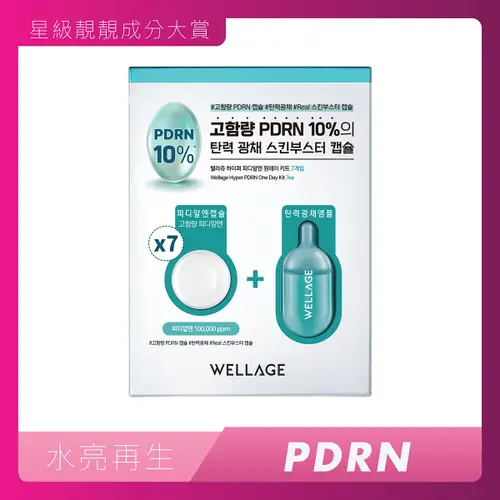 星級靚靚成分大賞
#고함량 PDRN 캡슐 #탄력광채 #Real 스킨부스터 캡슐
PDRN
10%
고함량 PDRN 10%의
탄력 광채 스킨부스터 캡슐
웰라쥬 하이퍼 피디알엔 원데이 키트 7개입
Wellage Hyper PDRN One Day Kit 7ea
피디알엔캡슐
고함량 피디알엔
x7
+
탄력광채앰플
WELLAGE
피디알엔 100,000 ppm
#고함량 PDRN 캡슐 #탄력광채 #Real 스킨부스터 캡슐
WELLAGE
水亮再生
PDRN